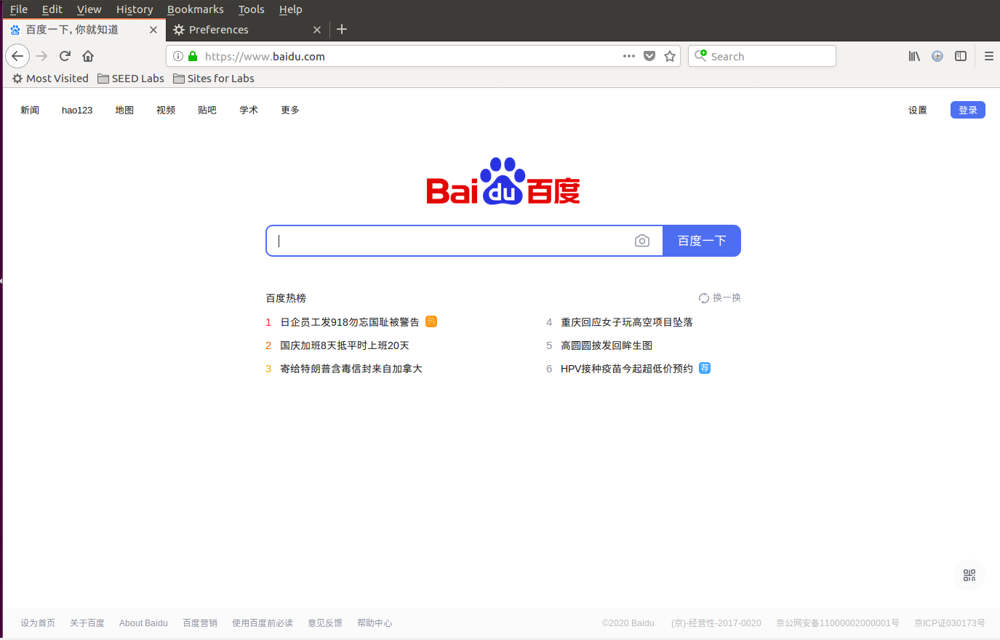 File Edit View History Bookmarks Tools Help
百度一下, 你就知道 Preferences
https://www.baidu.com Search
Most Visited SEED Labs Sites for Labs
新闻 hao123 地图 视频 贴吧 学术 更多 设置 登录
Baidu百度
百度一下
百度热榜 换一换
1 日企员工发918勿忘国耻被警告 热
2 国庆加班8天抵平时上班20天
3 寄给特朗普含毒信封来自加拿大
4 重庆回应女子玩高空项目坠落
5 高圆圆披发回眸生图
6 HPV接种疫苗今起超低价预约 荐
设为首页 关于百度 About Baidu 百度营销 使用百度前必读 意见反馈 帮助中心 ©2020 Baidu (京)-经营性-2017-0020 京公网安备11000002000001号 京ICP证030173号